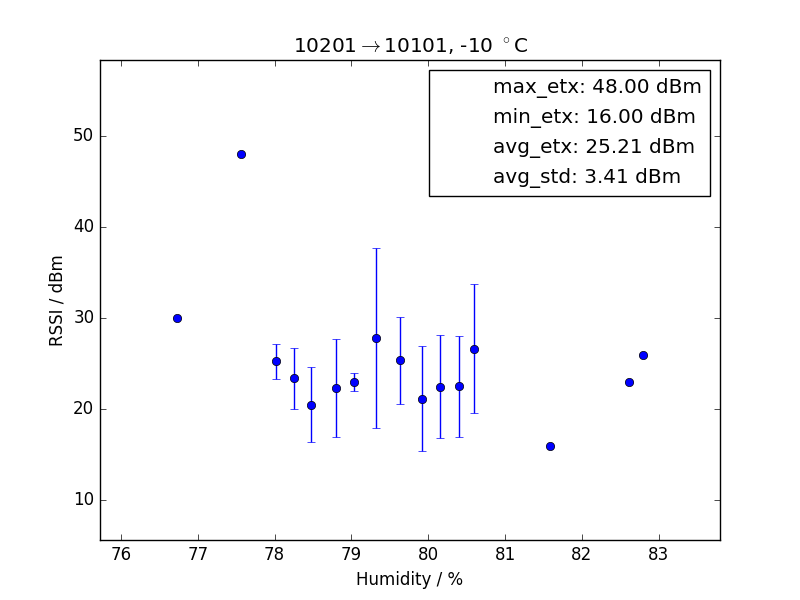 10201→10101, -10 °C
max_etx: 48.00 dBm
min_etx: 16.00 dBm
avg_etx: 25.21 dBm
avg_std: 3.41 dBm
RSSI / dBm
50
40
30
20
10
76 77 78 79 80 81 82 83
Humidity / %